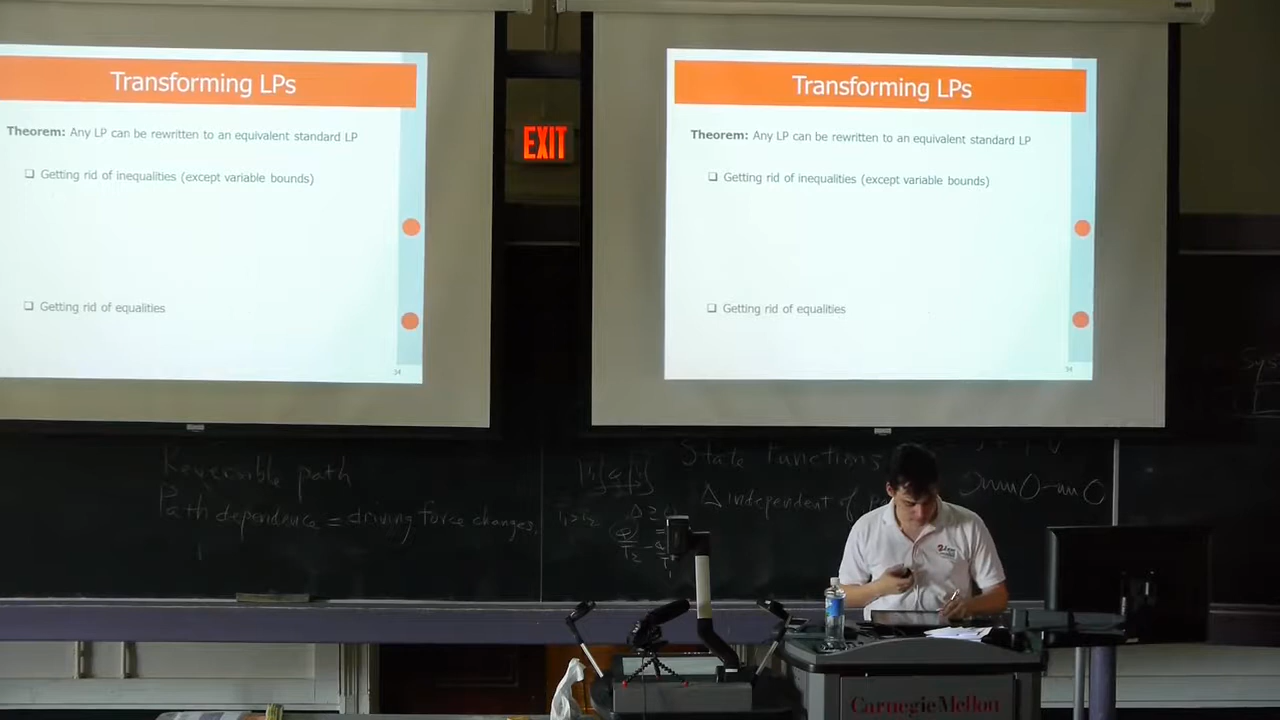 Transforming LPs
Theorem: Any LP can be rewritten to an equivalent standard LP
❑ Getting rid of inequalities (except variable bounds)
❑ Getting rid of equalities
34
EXIT
Transforming LPs
Theorem: Any LP can be rewritten to an equivalent standard LP
❑ Getting rid of inequalities (except variable bounds)
❑ Getting rid of equalities
34
Reversible path
Path dependence = driving force changes,
State Functions
Δ independent of
Carnegie Mellon